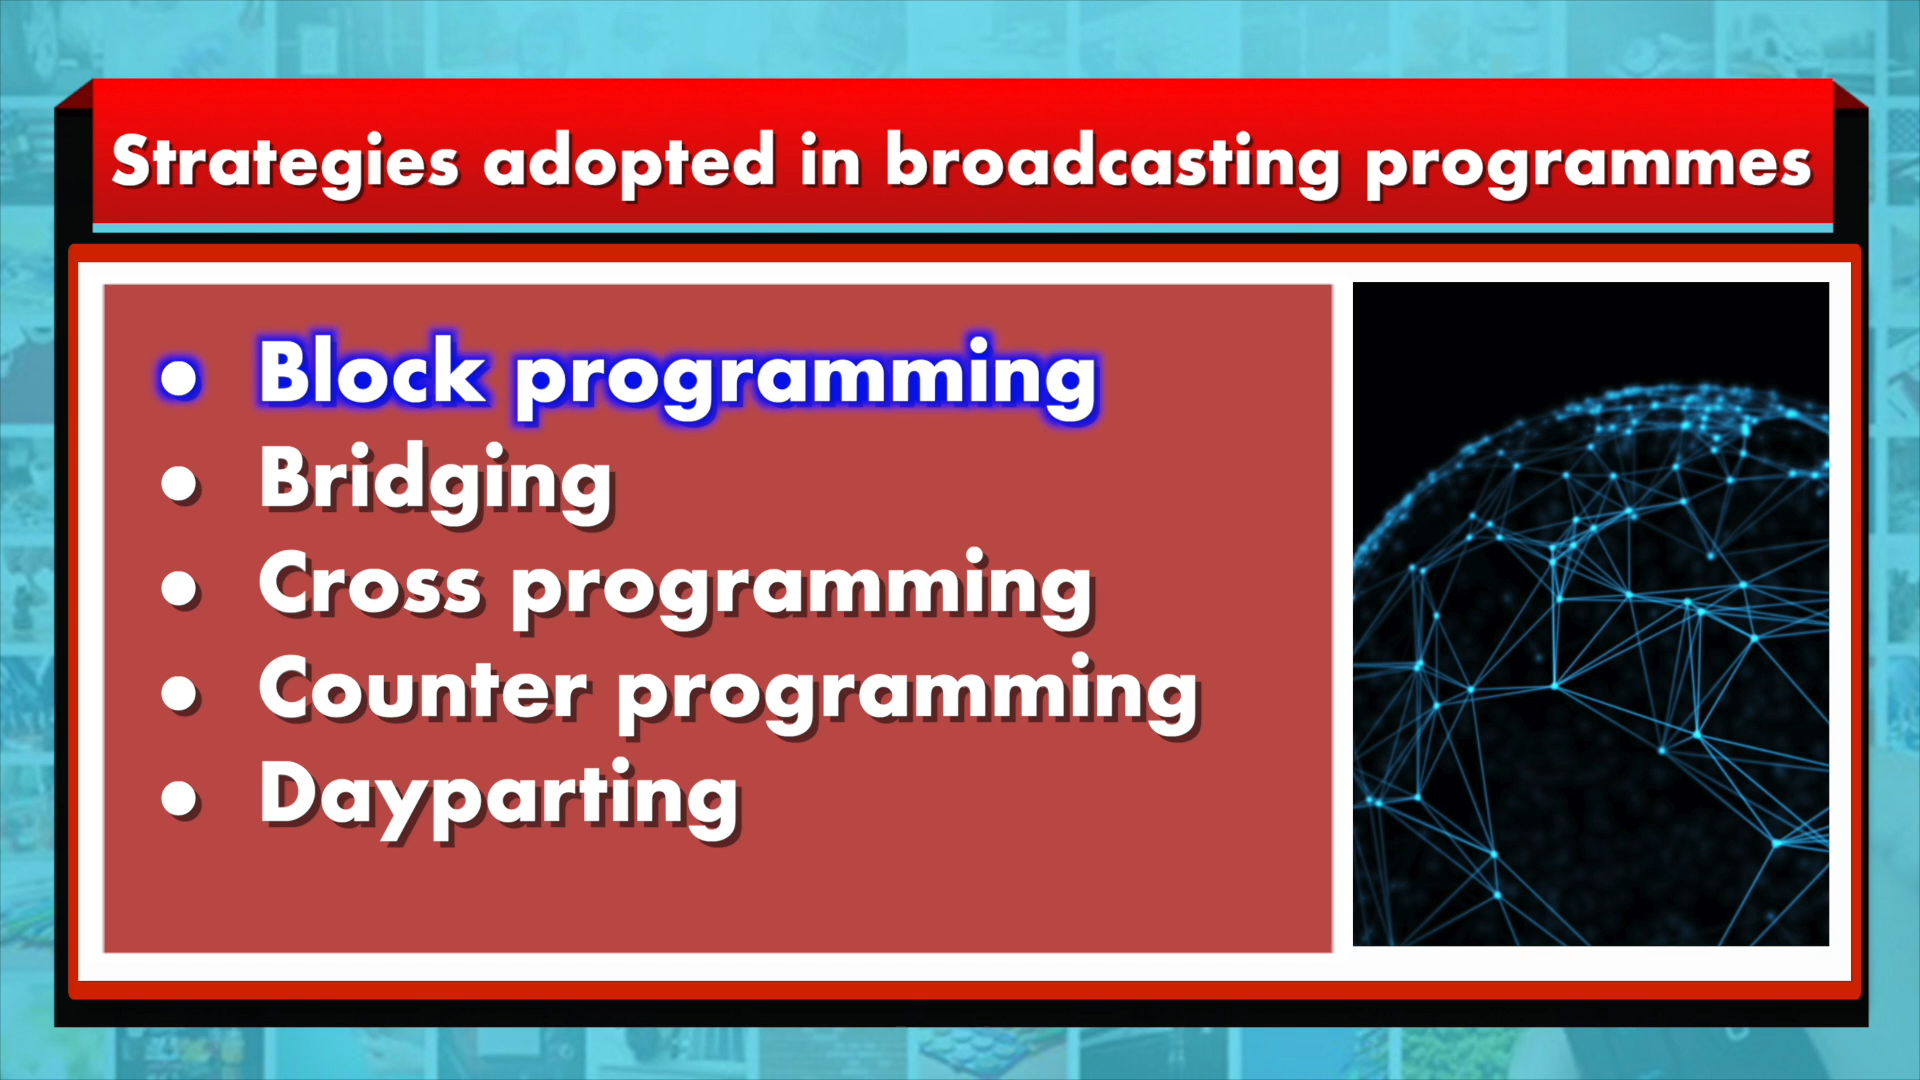 Strategies adopted in broadcasting programmes
• Block programming
• Bridging
• Cross programming
• Counter programming
• Dayparting